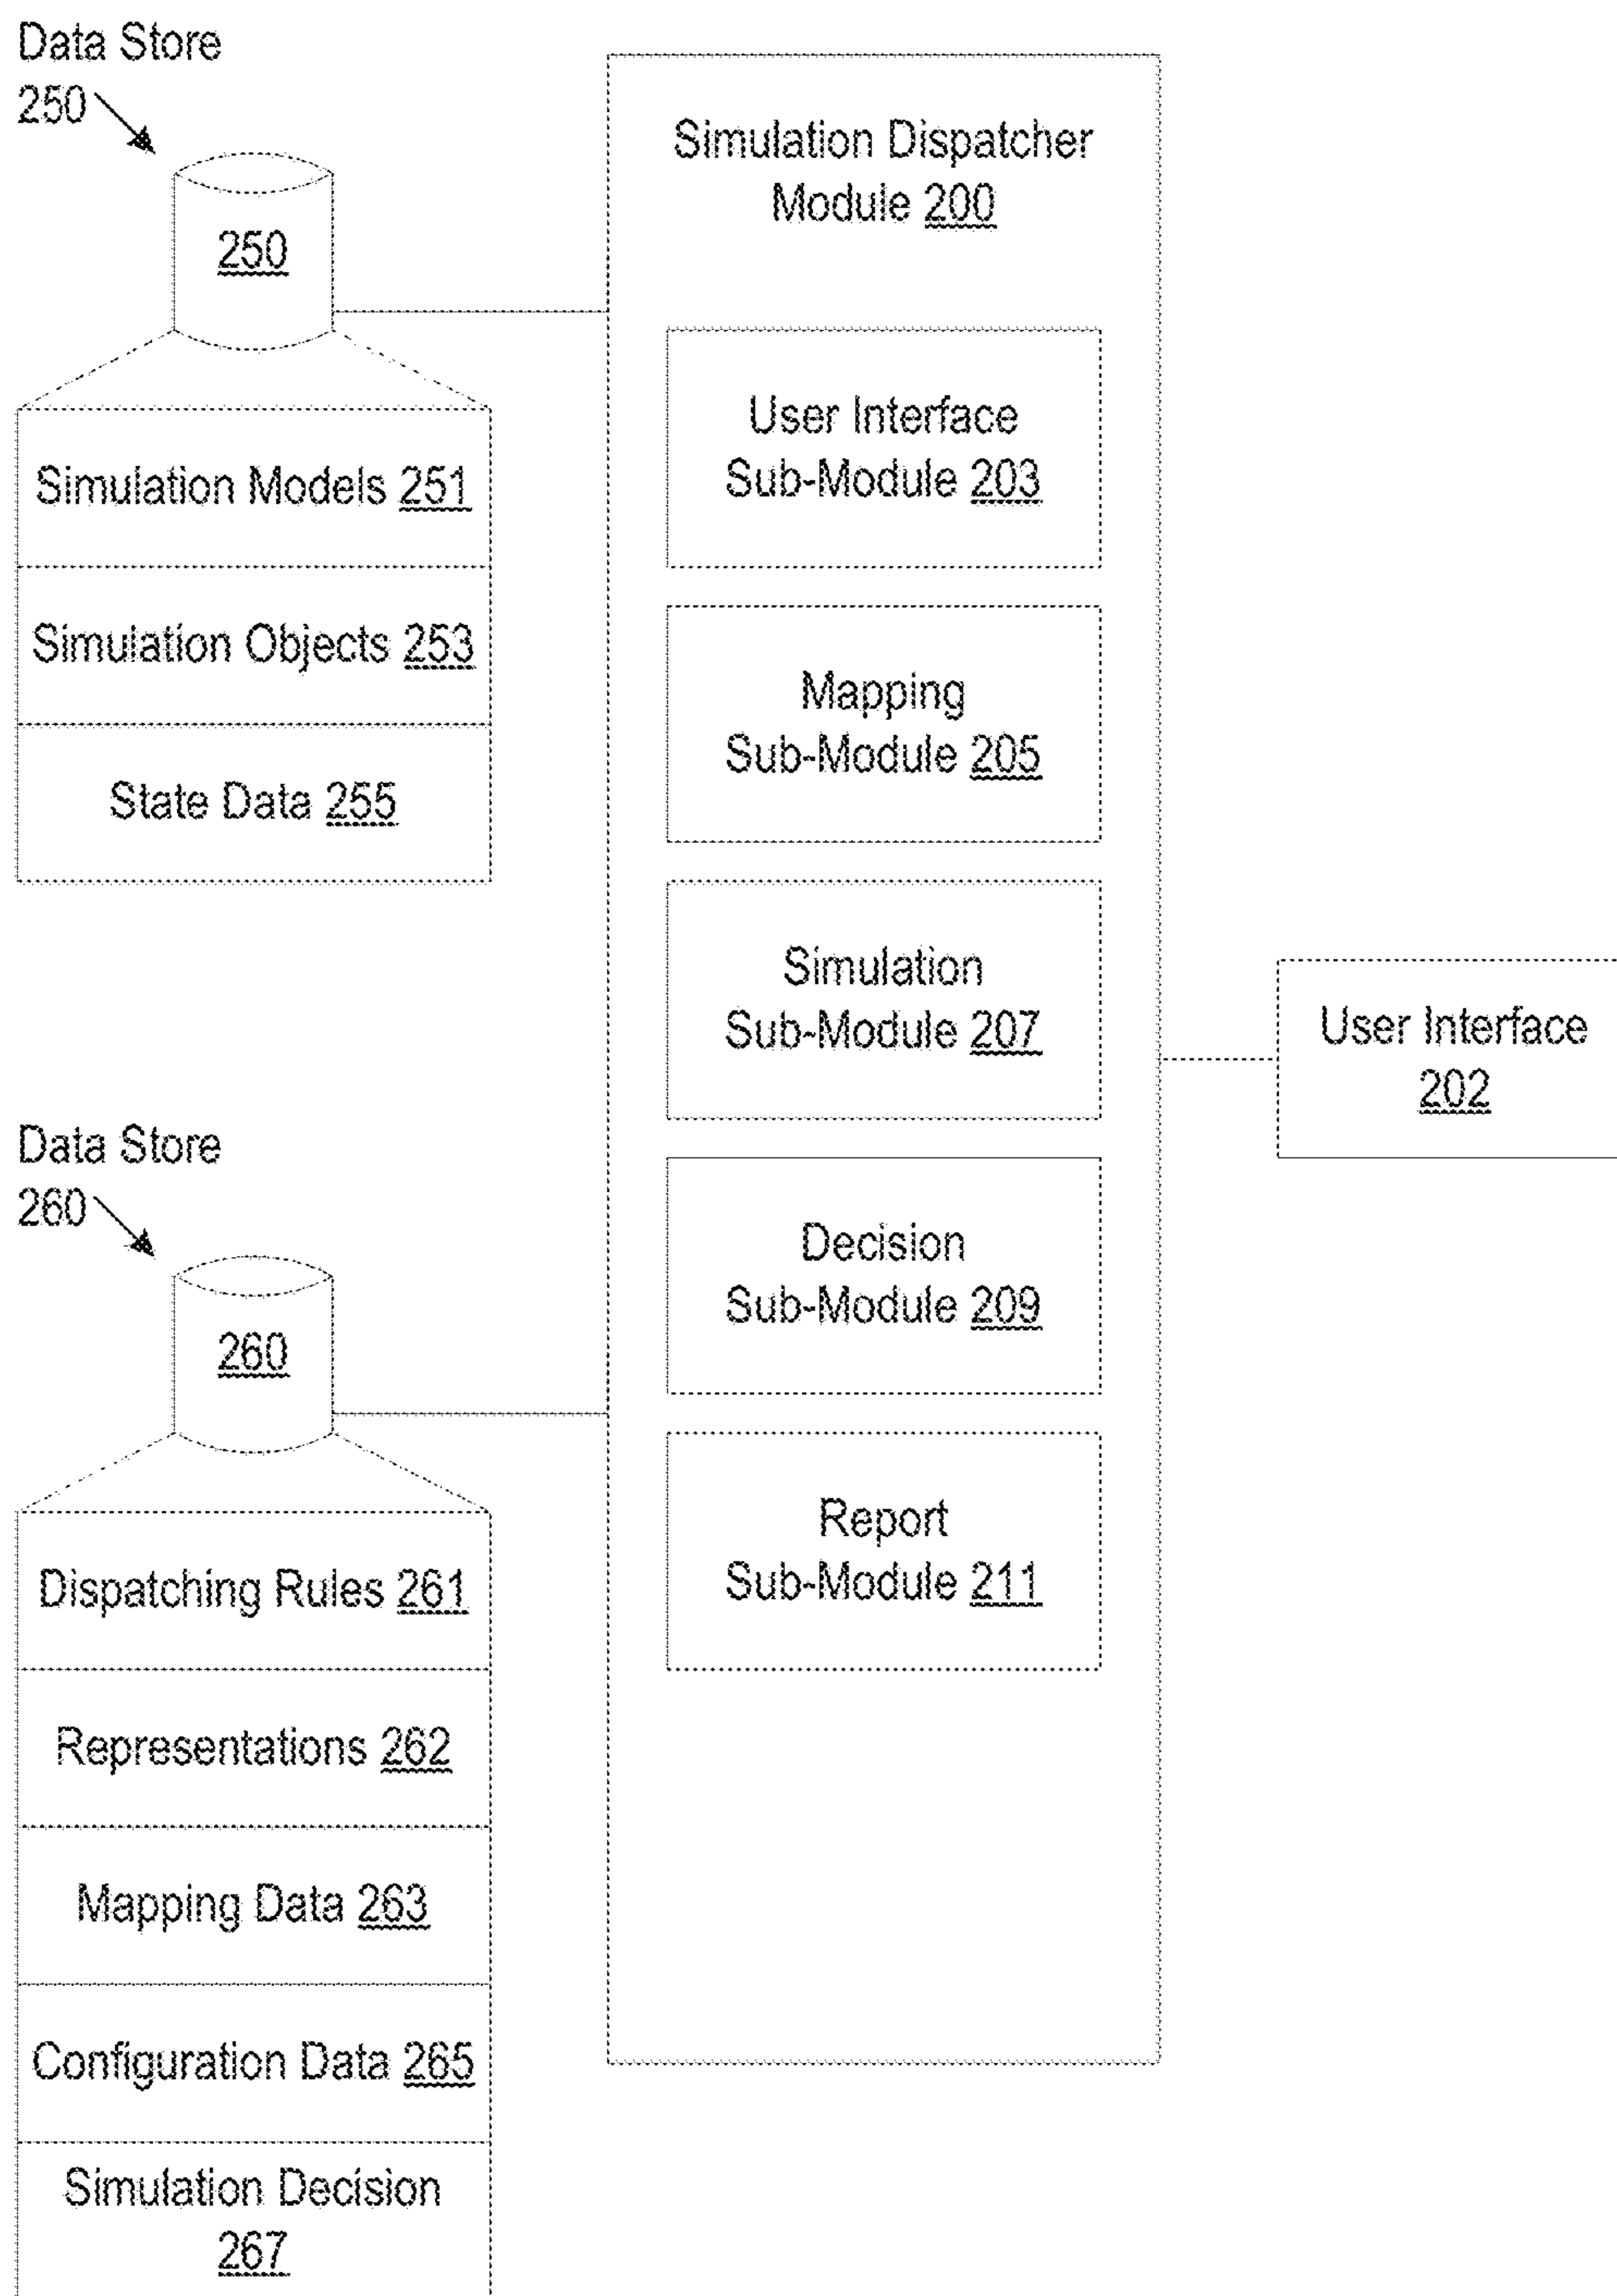 Data Store
250
250
Simulation Models 251
Simulation Objects 253
State Data 255
Data Store
260
260
Dispatching Rules 261
Representations 262
Mapping Data 263
Configuration Data 265
Simulation Decision
267
Simulation Dispatcher
Module 200
User Interface
Sub-Module 203
Mapping
Sub-Module 205
Simulation
Sub-Module 207
Decision
Sub-Module 209
Report
Sub-Module 211
User Interface
202